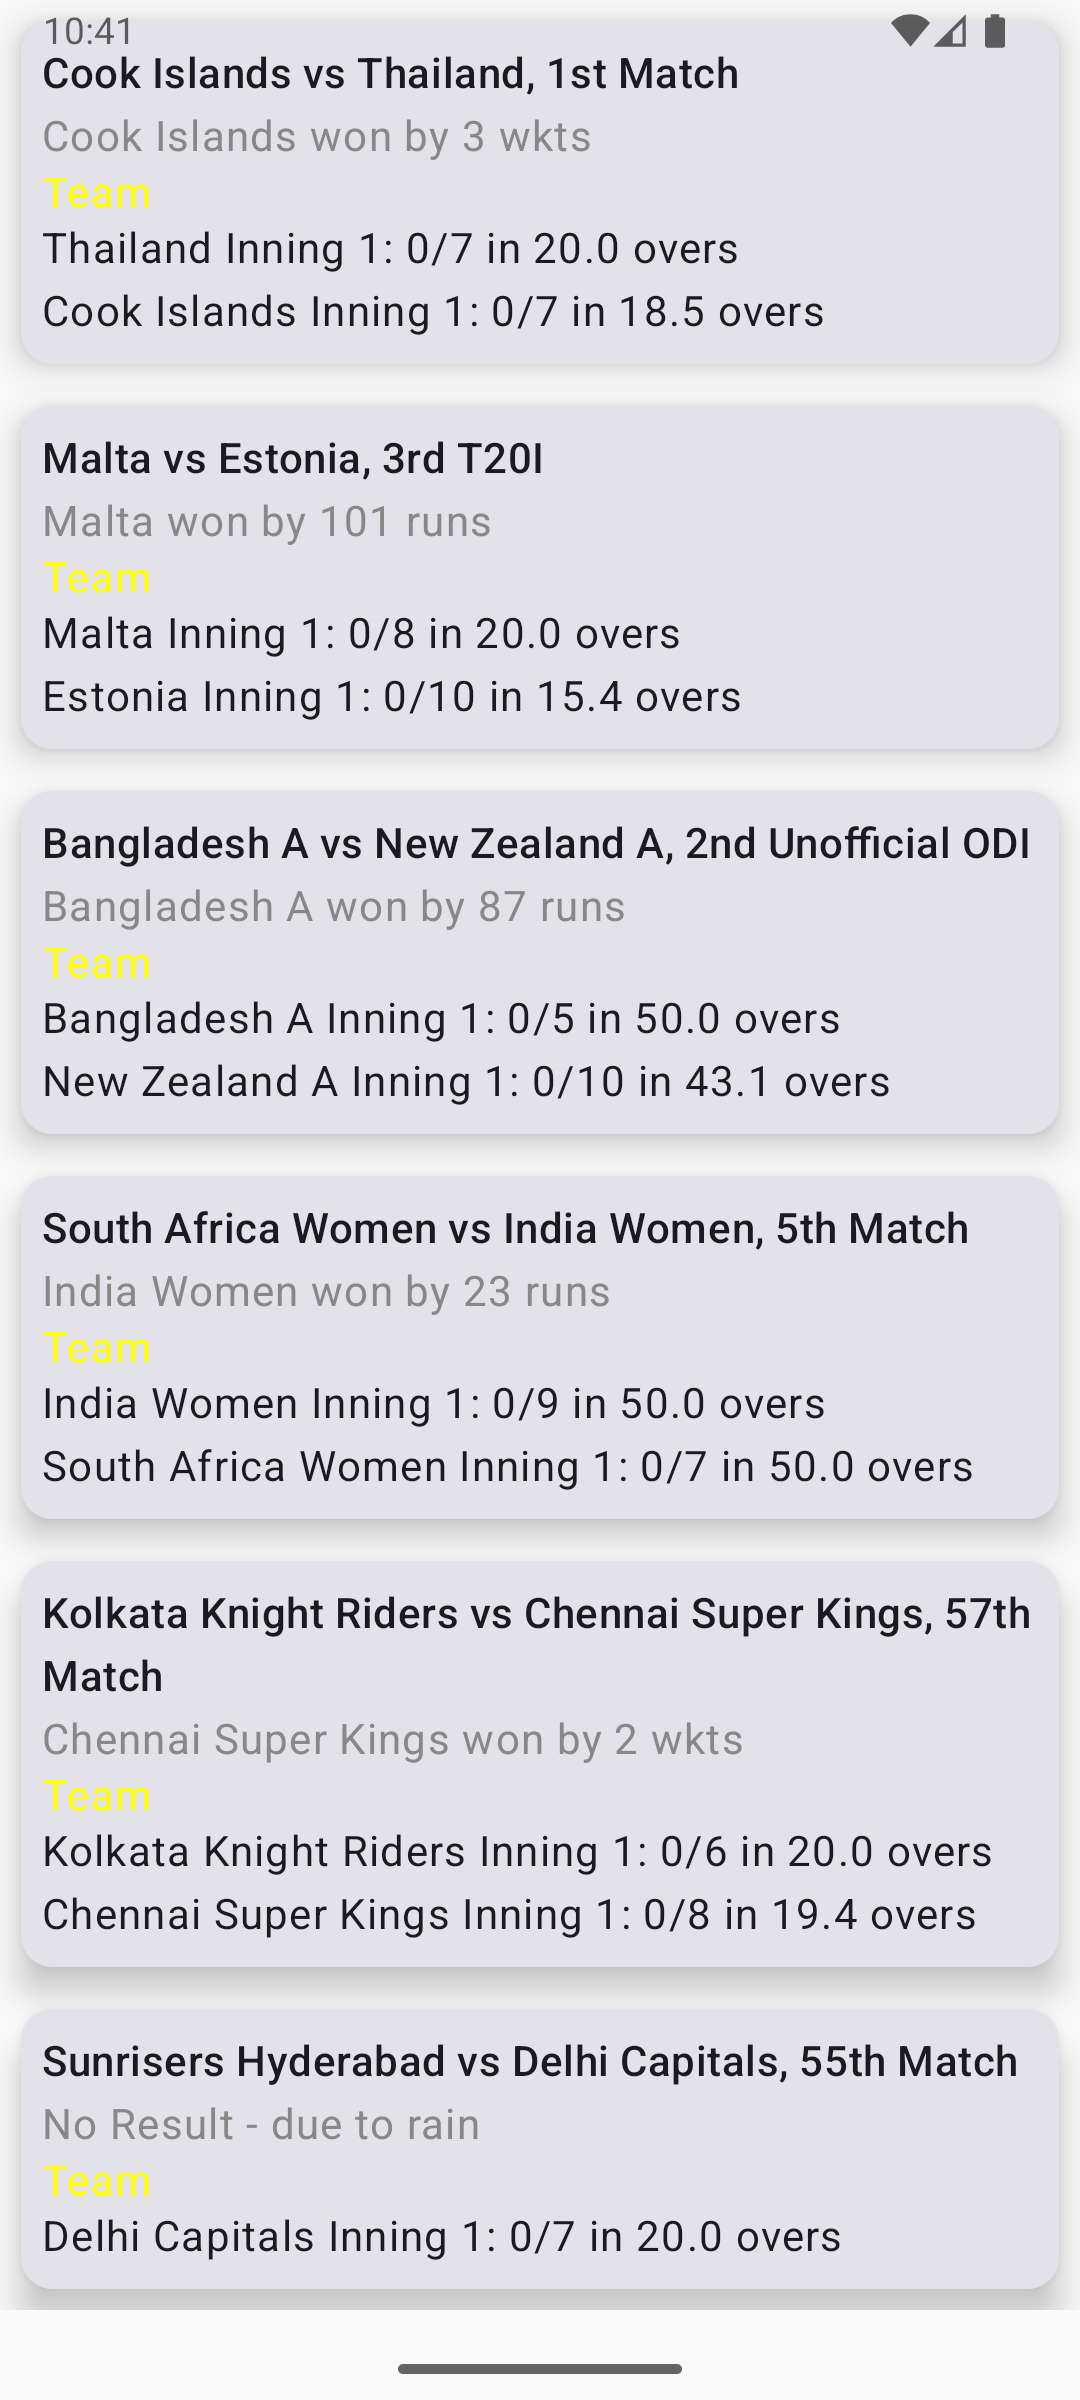 10:41
Cook Islands vs Thailand, 1st Match
Cook Islands won by 3 wkts
Team
Thailand Inning 1: 0/7 in 20.0 overs
Cook Islands Inning 1: 0/7 in 18.5 overs
Malta vs Estonia, 3rd T20I
Malta won by 101 runs
Team
Malta Inning 1: 0/8 in 20.0 overs
Estonia Inning 1: 0/10 in 15.4 overs
Bangladesh A vs New Zealand A, 2nd Unofficial ODI
Bangladesh A won by 87 runs
Team
Bangladesh A Inning 1: 0/5 in 50.0 overs
New Zealand A Inning 1: 0/10 in 43.1 overs
South Africa Women vs India Women, 5th Match
India Women won by 23 runs
Team
India Women Inning 1: 0/9 in 50.0 overs
South Africa Women Inning 1: 0/7 in 50.0 overs
Kolkata Knight Riders vs Chennai Super Kings, 57th
Match
Chennai Super Kings won by 2 wkts
Team
Kolkata Knight Riders Inning 1: 0/6 in 20.0 overs
Chennai Super Kings Inning 1: 0/8 in 19.4 overs
Sunrisers Hyderabad vs Delhi Capitals, 55th Match
No Result - due to rain
Team
Delhi Capitals Inning 1: 0/7 in 20.0 overs